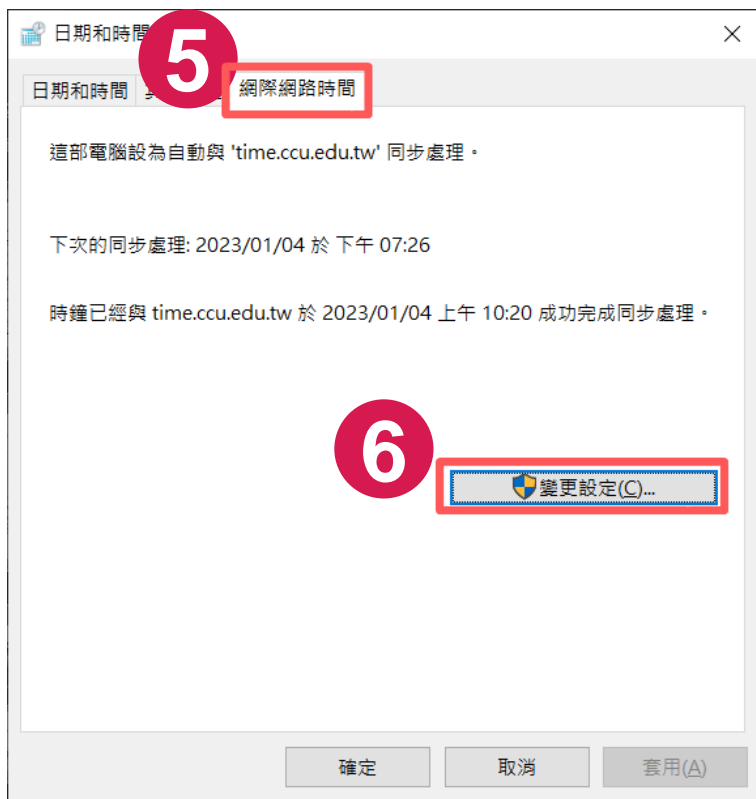 日期和時間
5
日期和時間
網際網路時間
這部電腦設為自動與 'time.ccu.edu.tw' 同步處理。
下次的同步處理: 2023/01/04 於 下午 07:26
時鐘已經與 time.ccu.edu.tw 於 2023/01/04 上午 10:20 成功完成同步處理。
6
變更設定(C)...
確定
取消
套用(A)